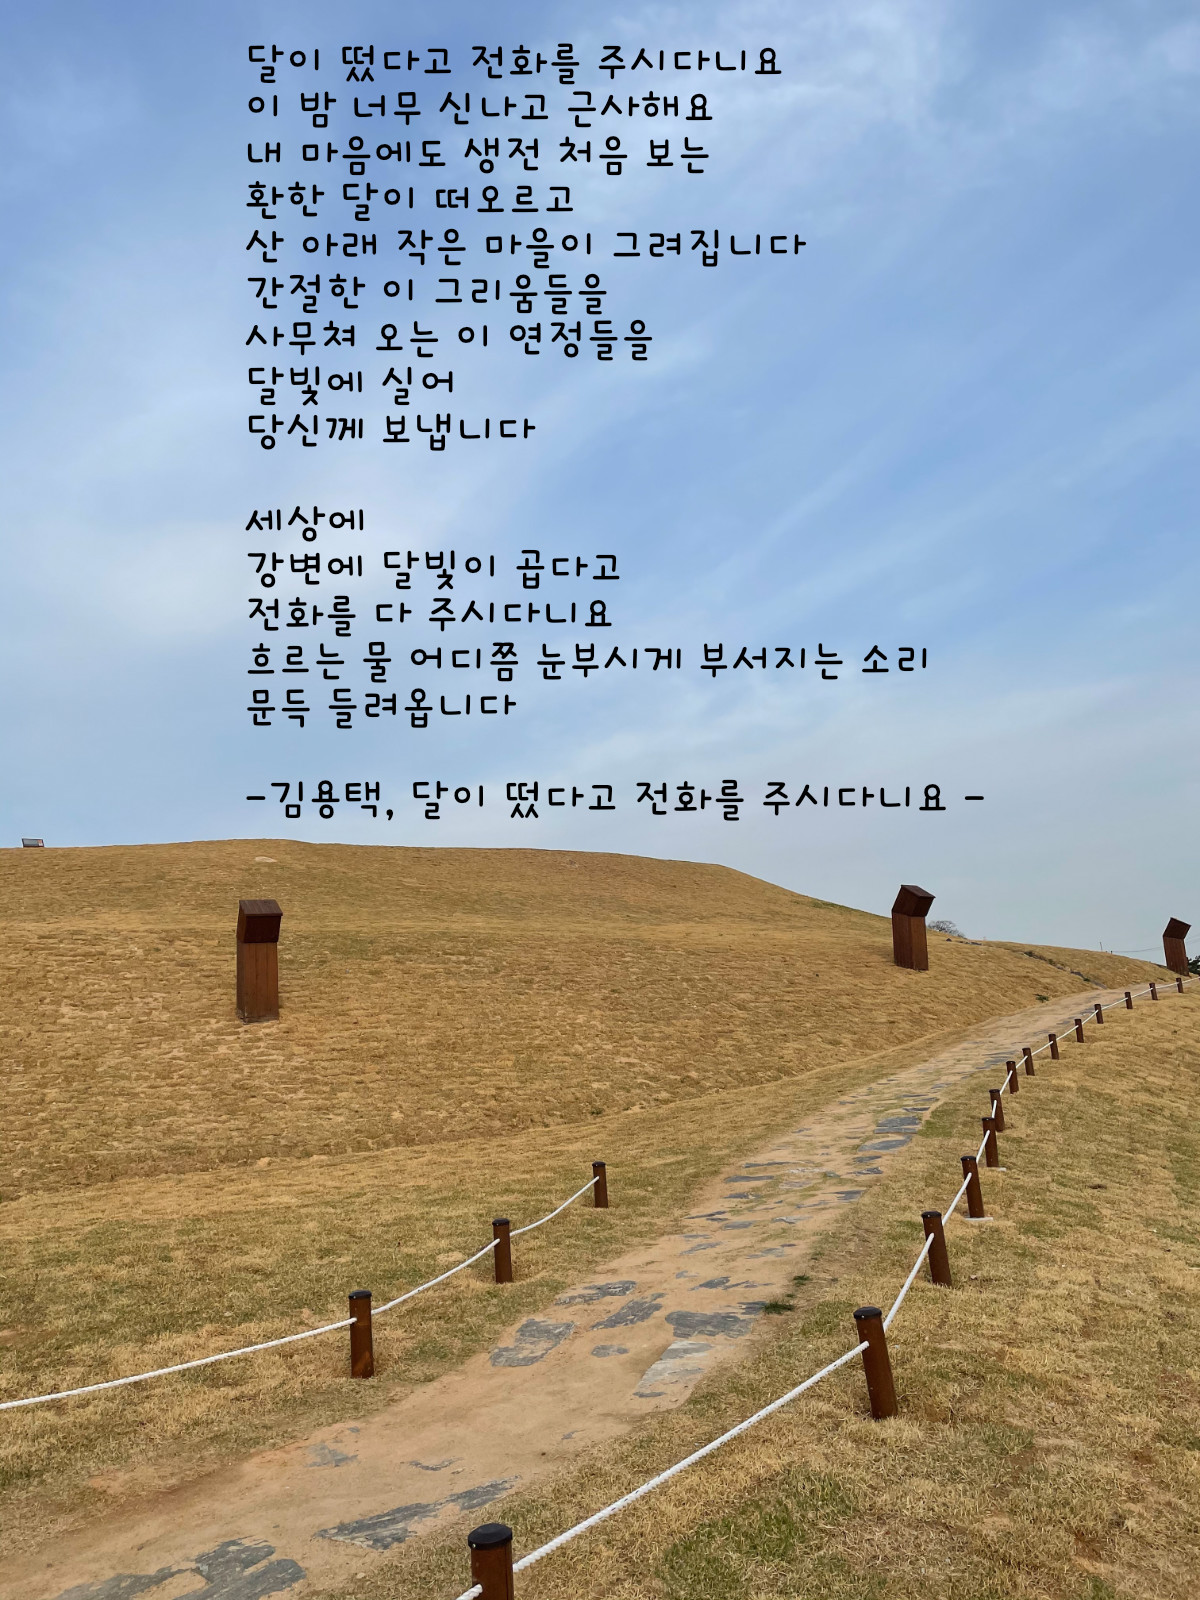 달이 떴다고 전화를 주시다니요
이 밤 너무 신나고 근사해요
내 마음에도 생전 처음 보는
환한 달이 떠오르고
산 아래 작은 마을이 그려집니다
간절한 이 그리움들을
사무쳐 오는 이 연정들을
달빛에 실어
당신께 보냅니다

세상에
강변에 달빛이 곱다고
전화를 다 주시다니요
흐르는 물 어디쯤 눈부시게 부서지는 소리
문득 들려옵니다

-김용택, 달이 떴다고 전화를 주시다니요 -